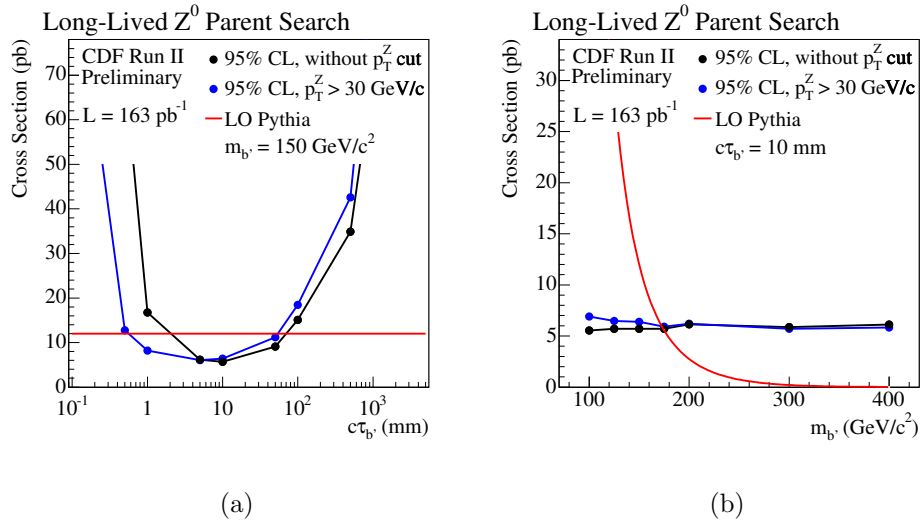 Long-Lived Z⁰ Parent Search
Cross Section (pb)
CDF Run II
Preliminary
L = 163 pb⁻¹
95% CL, without p_T^Z cut
95% CL, p_T^Z > 30 GeV/c
LO Pythia
m_b' = 150 GeV/c²
70
60
50
40
30
20
10
0
10⁻¹ 1 10 10² 10³
cτ_b' (mm)
(a)
Long-Lived Z⁰ Parent Search
Cross Section (pb)
CDF Run II
Preliminary
L = 163 pb⁻¹
95% CL, without p_T^Z cut
95% CL, p_T^Z > 30 GeV/c
LO Pythia
cτ_b' = 10 mm
30
25
20
15
10
5
0
100 200 300 400
m_b' (GeV/c²)
(b)